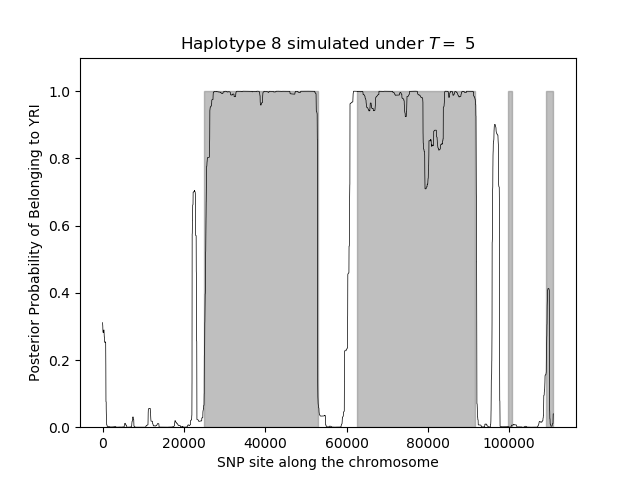 Haplotype 8 simulated under T = 5
Posterior Probability of Belonging to YRI
1.0
0.8
0.6
0.4
0.2
0.0
0 20000 40000 60000 80000 100000
SNP site along the chromosome